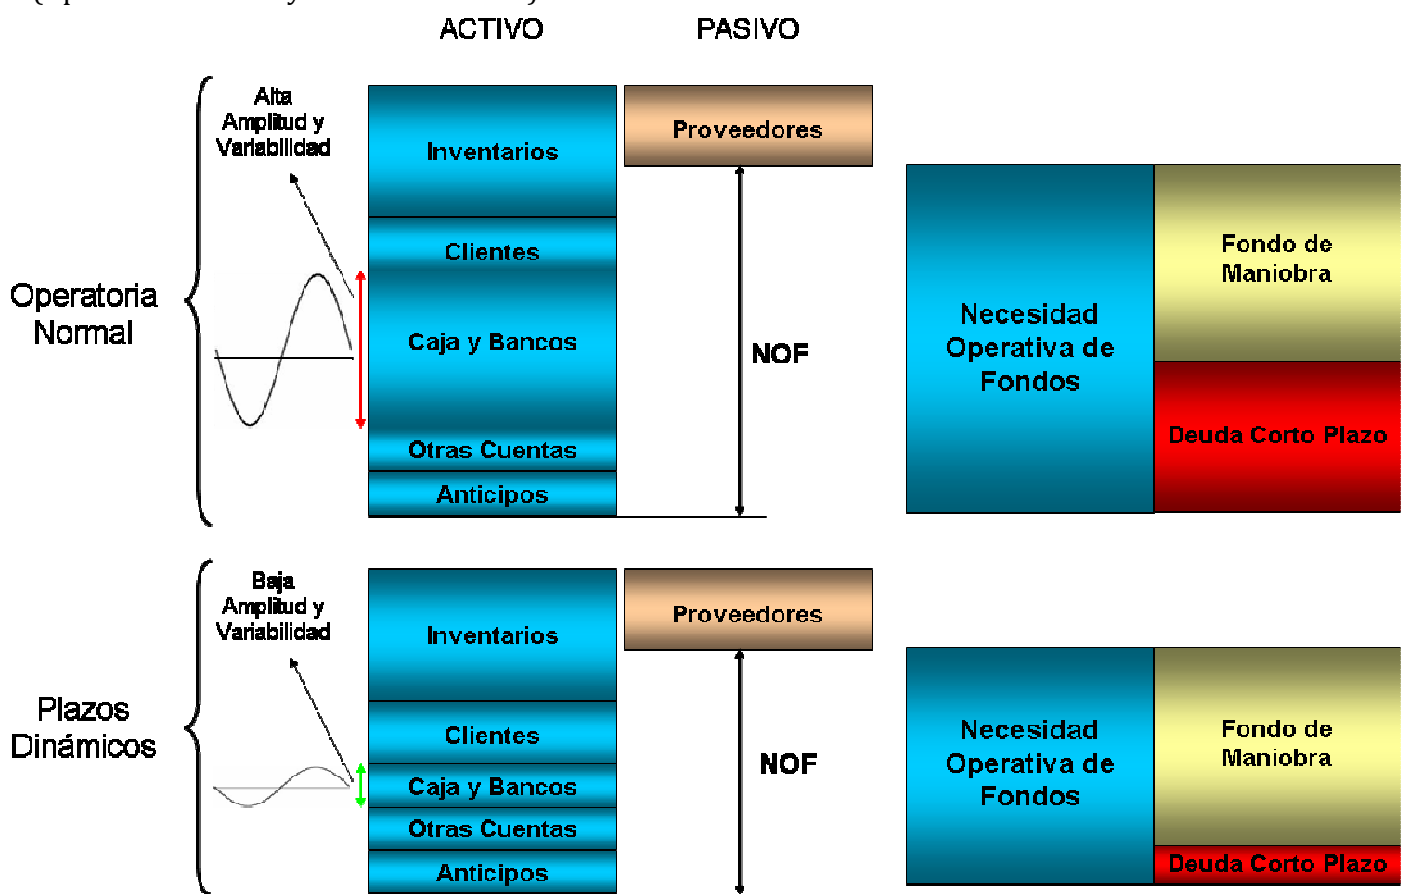 ACTIVO
PASIVO
Alta
Amplitud y
Variabilidad
Inventarios
Proveedores
Clientes
Operatoria
Normal
Caja y Bancos
NOF
Otras Cuentas
Anticipos
Necesidad
Operativa de
Fondos
Fondo de
Maniobra
Deuda Corto Plazo
Baja
Amplitud y
Variabilidad
Inventarios
Proveedores
Plazos
Dinámicos
Clientes
Caja y Bancos
NOF
Otras Cuentas
Anticipos
Necesidad
Operativa de
Fondos
Fondo de
Maniobra
Deuda Corto Plazo